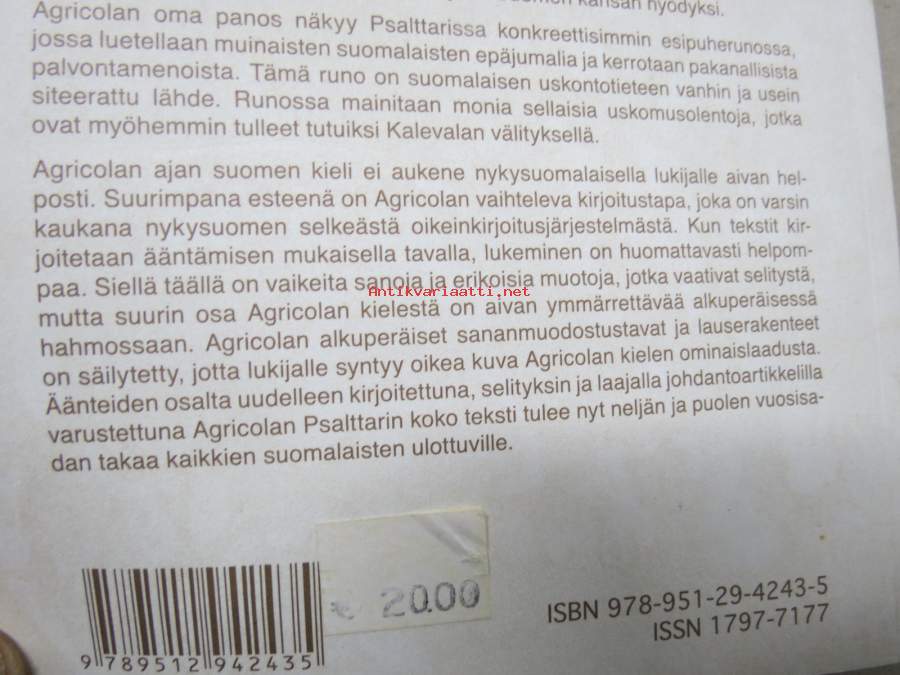 kansan hyödyksi.
Agricolan oma panos näkyy Psalttarissa konkreettisimmin esipuherunossa,
jossa luetellaan muinaisten suomalaisten epäjumalia ja kerrotaan pakanallisista
palvontamenoista. Tämä runo on suomalaisen uskontotieteen vanhin ja usein
siteerattu lähde. Runossa mainitaan monia sellaisia uskomusolentoja, jotka
ovat myöhemmin tulleet tutuiksi Kalevalan välityksellä.
Agricolan ajan suomen kieli ei aukene nykysuomalaisella lukijalle aivan hel-
posti. Suurimpana esteenä on Agricolan vaihteleva kirjoitustapa, joka on varsin
kaukana nykysuomen selkeästä oikeinkirjoitusjärjestelmästä. Kun tekstit kir-
joitetaan ääntämisen mukaisella tavalla, lukeminen on huomattavasti helpom-
paa. Siellä täällä on vaikeita sanoja ja erikoisia muotoja, jotka vaativat selitystä,
Antikvariaatti.net
mutta suurin osa Agricolan kielestä on aivan ymmärrettävää alkuperäisessä
hahmossaan. Agricolan alkuperäiset sananmuodostustavat ja lauserakenteet
on säilytetty, jotta lukijalle syntyy oikea kuva Agricolan kielen ominaislaadusta.
Äänteiden osalta uudelleen kirjoitettuna, selityksin ja laajalla johdantoartikkelilla
varustettuna Agricolan Psalttarin koko teksti tulee nyt neljän ja puolen vuosisa-
dan takaa kaikkien suomalaisten ulottuville.
€ 20.00
ISBN 978-951-29-4243-5
ISSN 1797-7177
9 789512 942435